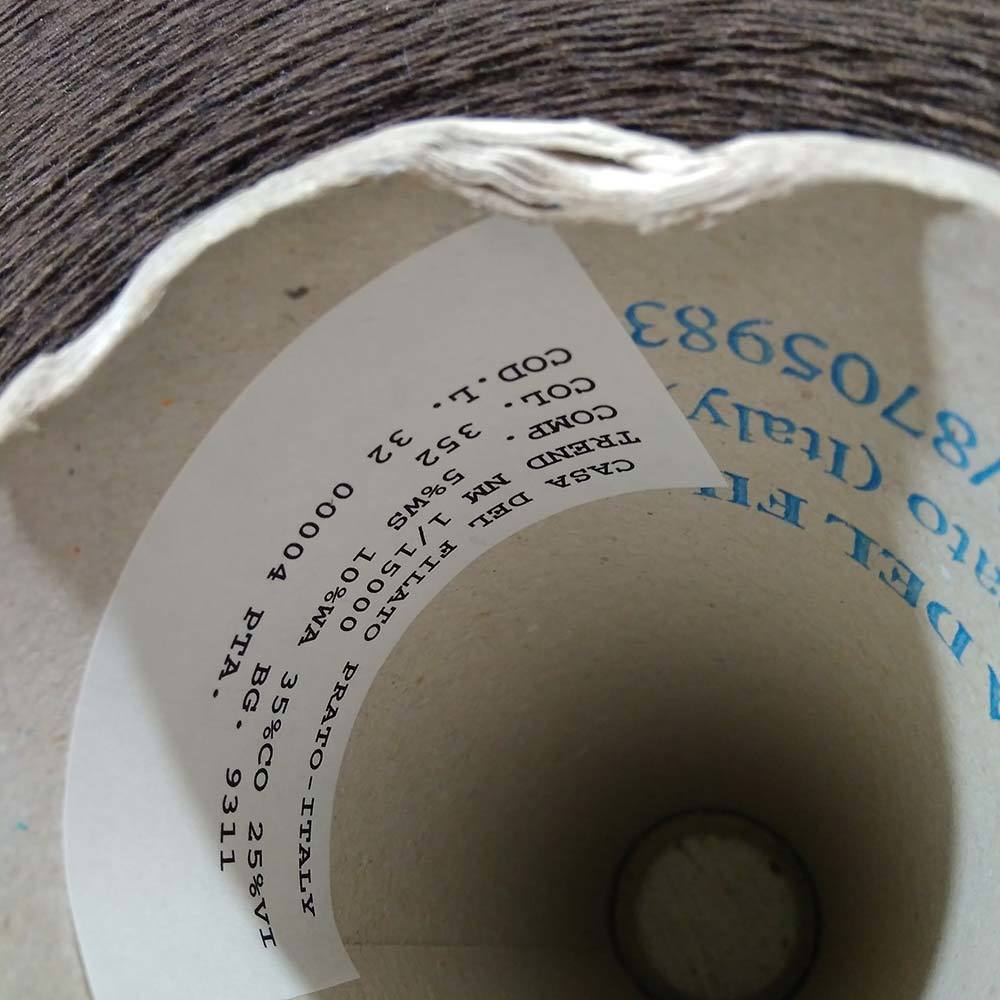 CASA DEL FILATO PRATO-ITALY
TREND NM 1/15000
COMP. 5%WS 10%WA 35%CO 25%VI
COL. 352 BG. 9311
COD.L. 32 00004 PTA.
A DEL FI
ato (Italy)
/8705983